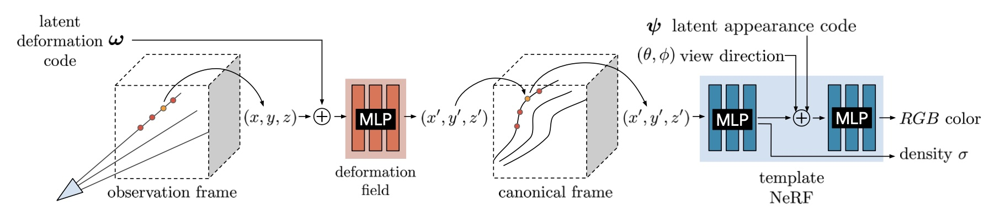 latent
deformation ω
code
observation frame
(x, y, z)
MLP
deformation
field
(x′, y′, z′)
canonical frame
(x′, y′, z′)
ψ latent appearance code
(θ, ϕ) view direction
MLP
MLP
RGB color
density σ
template
NeRF